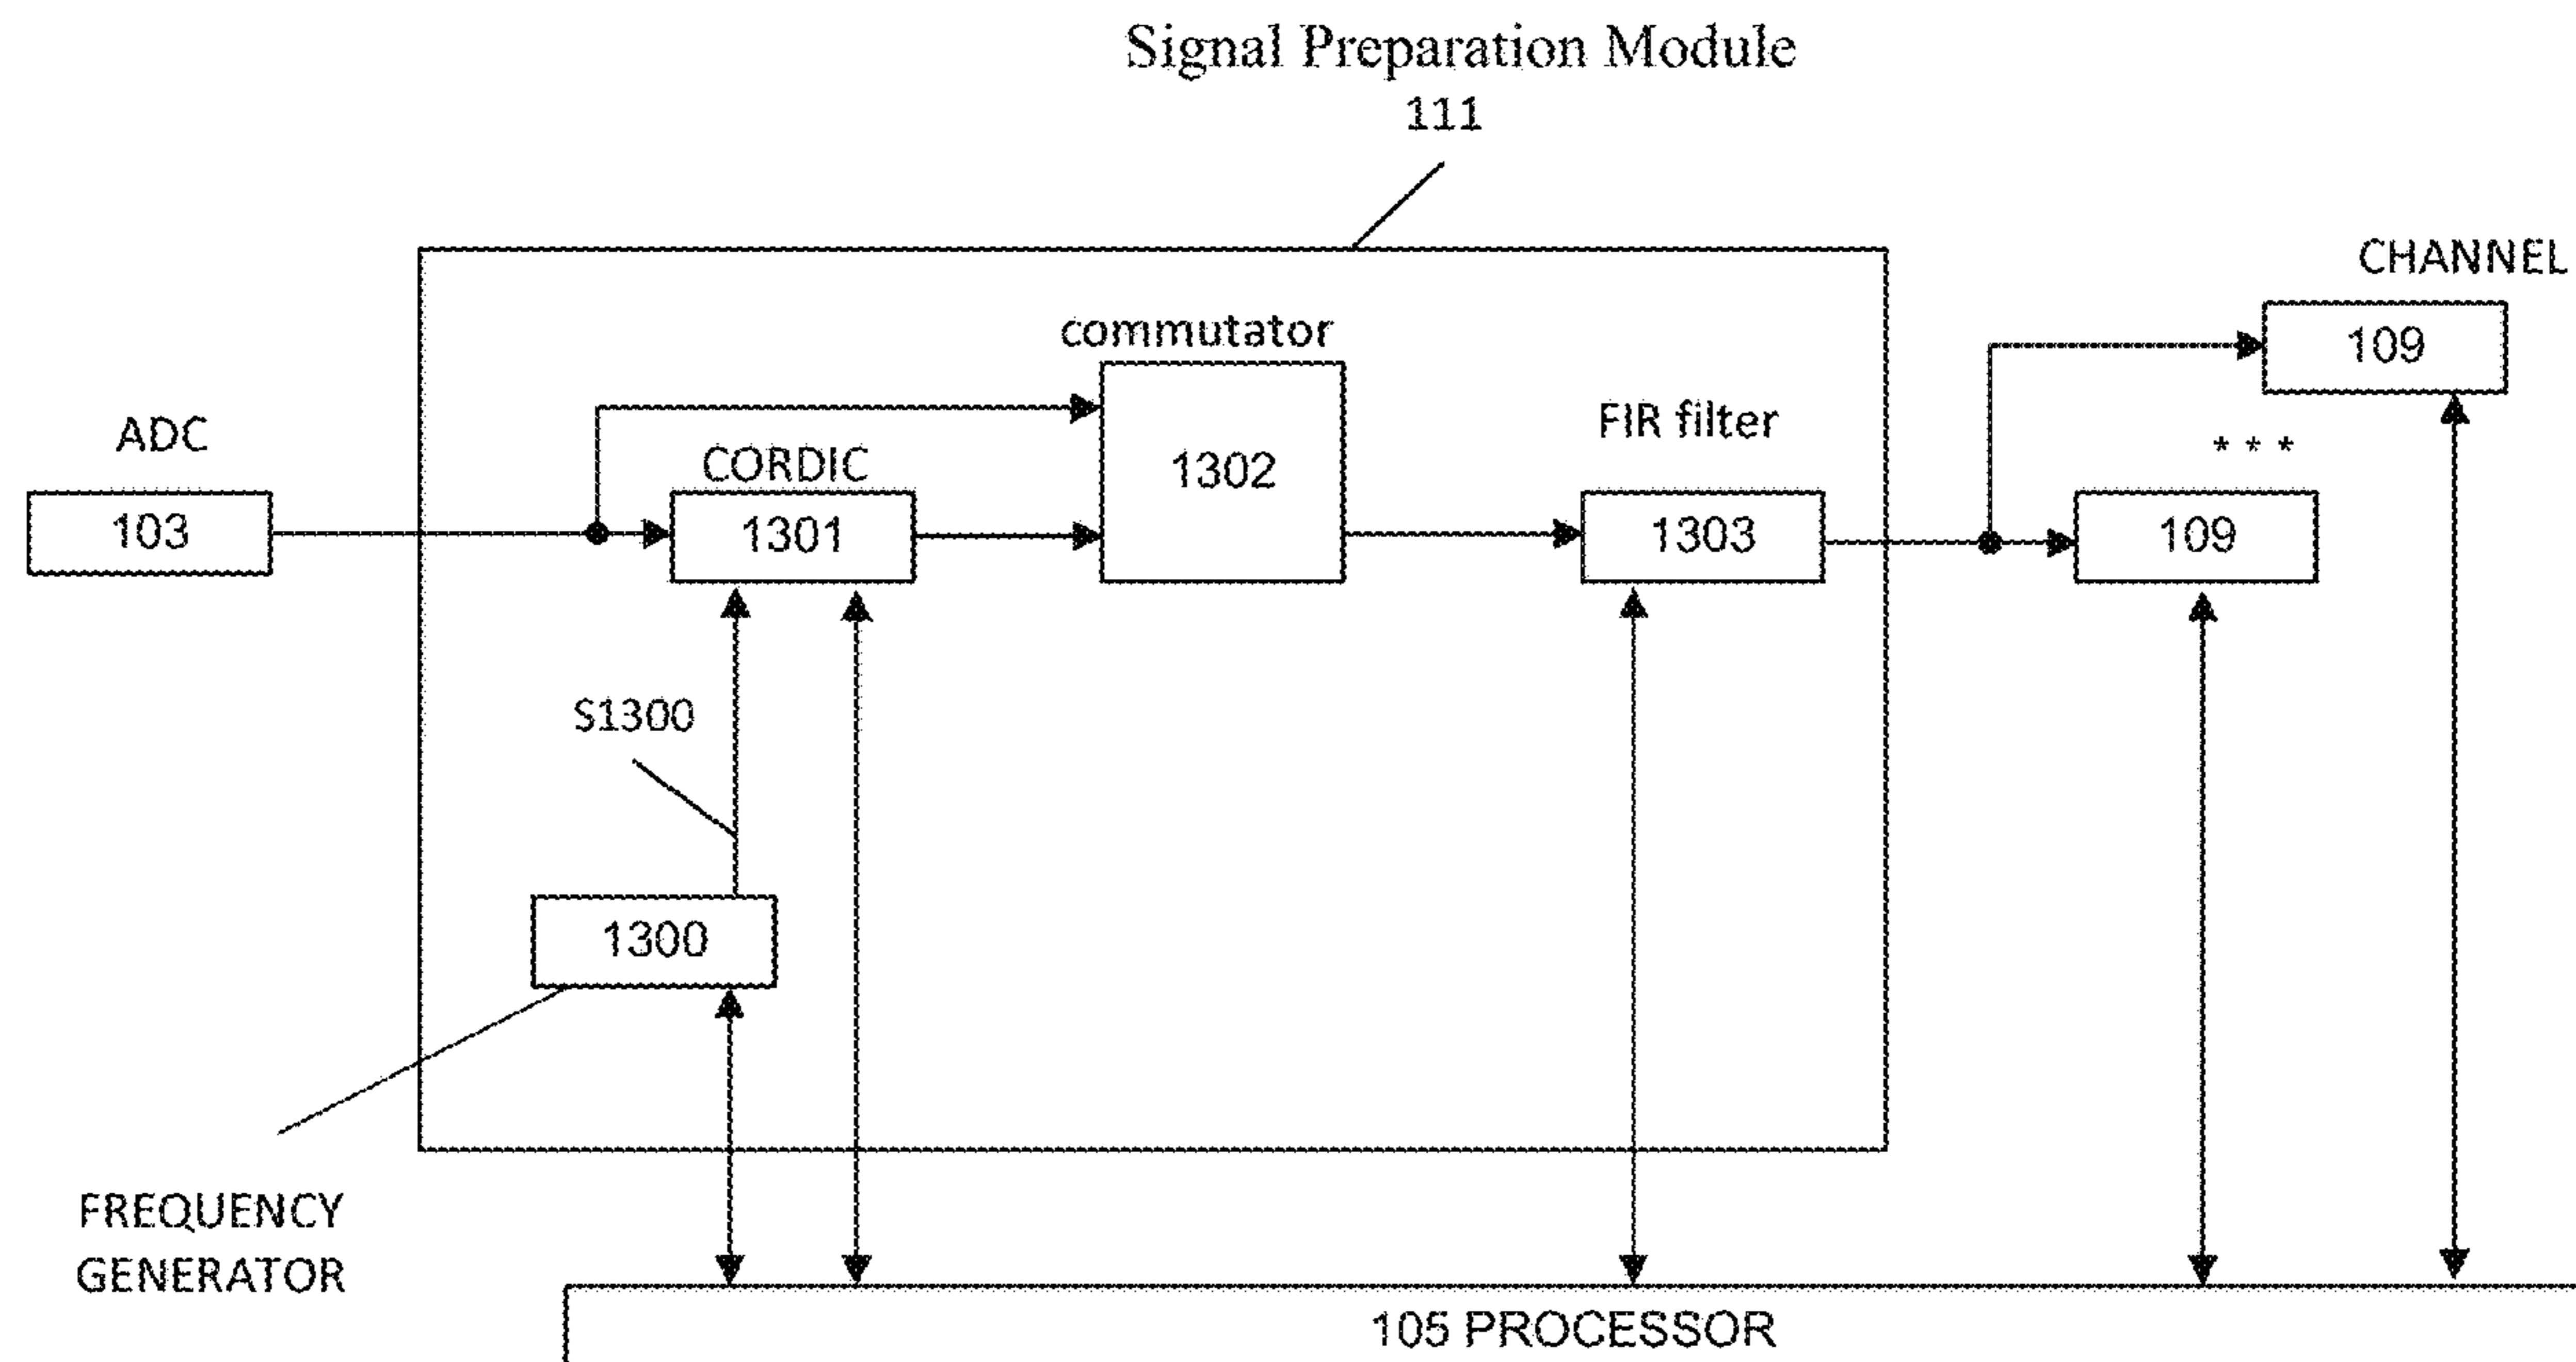 Signal Preparation Module
111
CHANNEL
109
commutator
ADC
CORDIC
FIR filter
* * *
103
1301
1302
1303
109
S1300
1300
FREQUENCY
GENERATOR
105 PROCESSOR